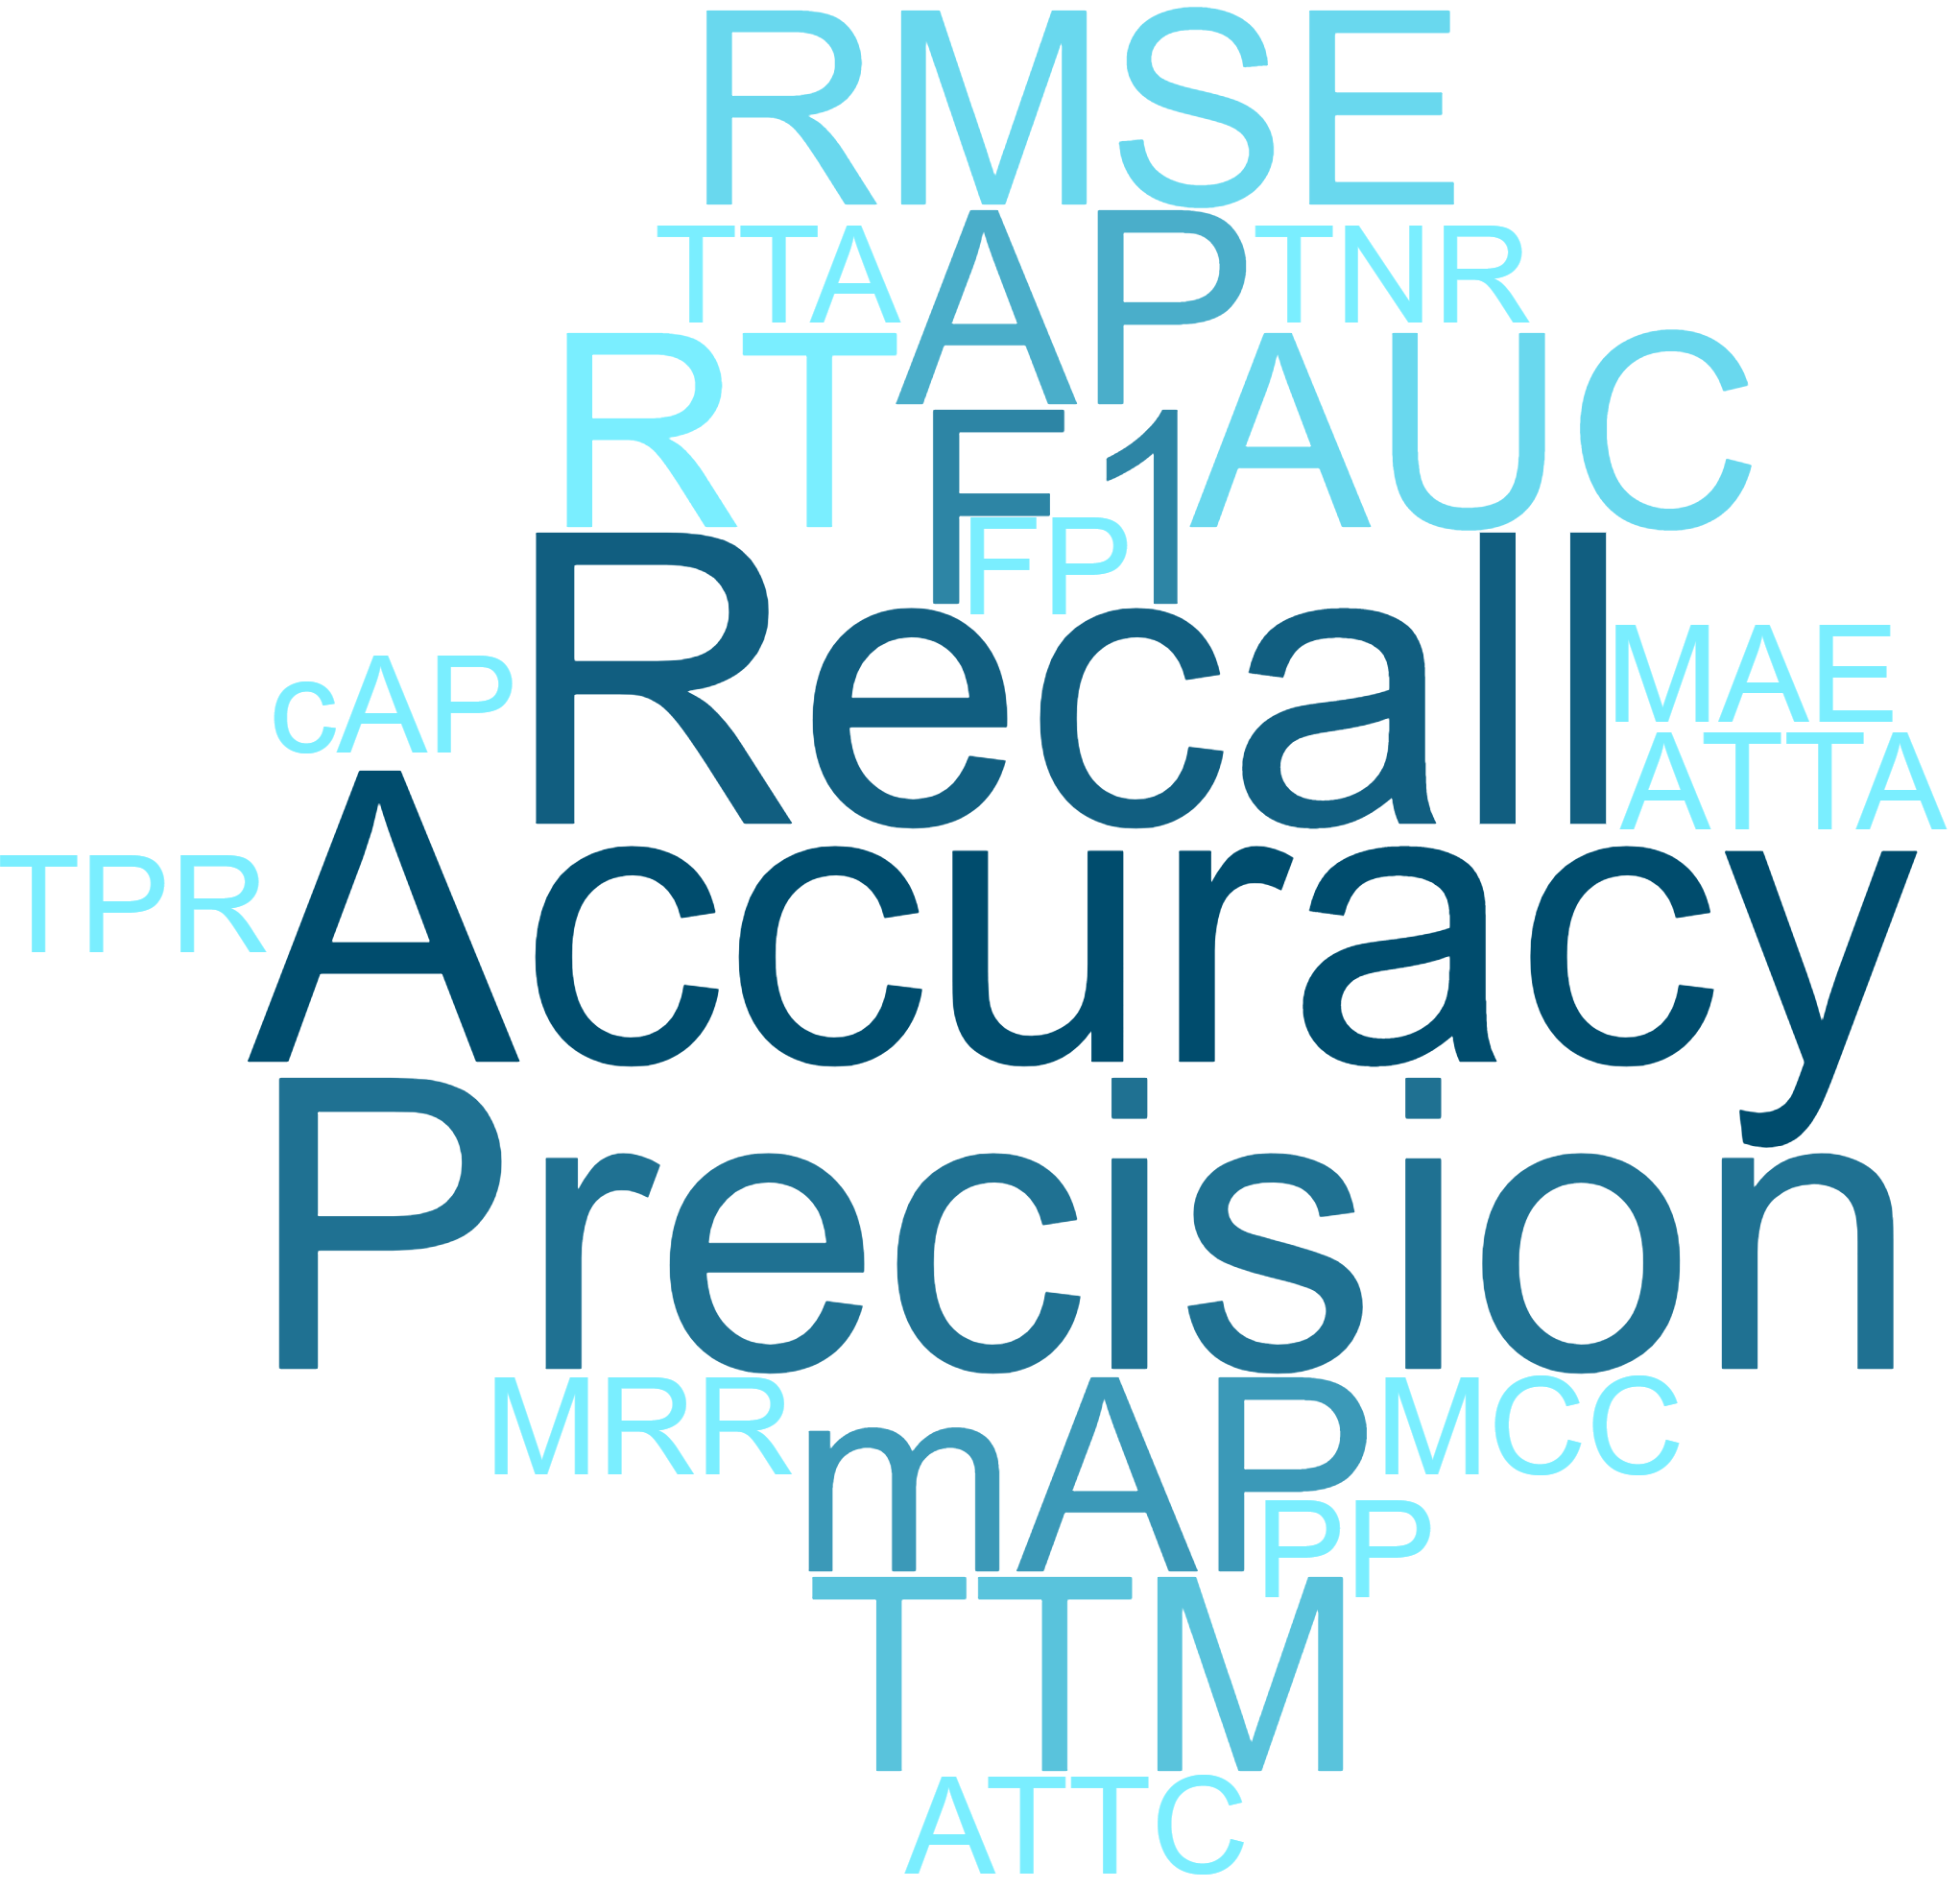 RMSE
TTA AP TNR
RT F1 AUC
FP
cAP Recall MAE
ATTA
TPR Accuracy
Precision
MRR mAP MCC
PP
TTM
ATTC